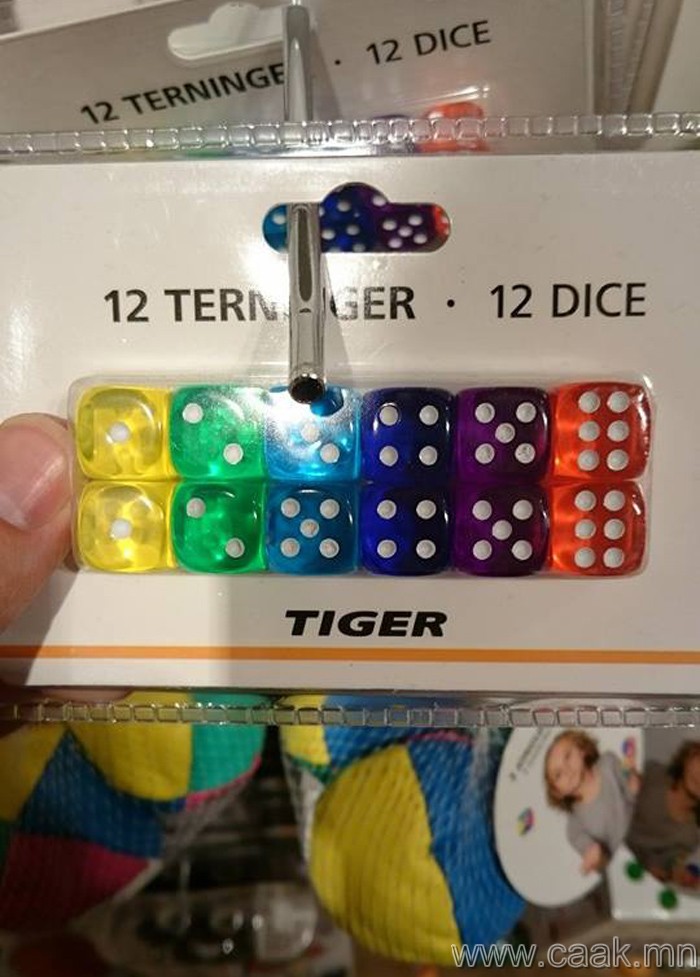 12 TERNINGE · 12 DICE
12 TERN GER · 12 DICE
TIGER
www.caak.mn